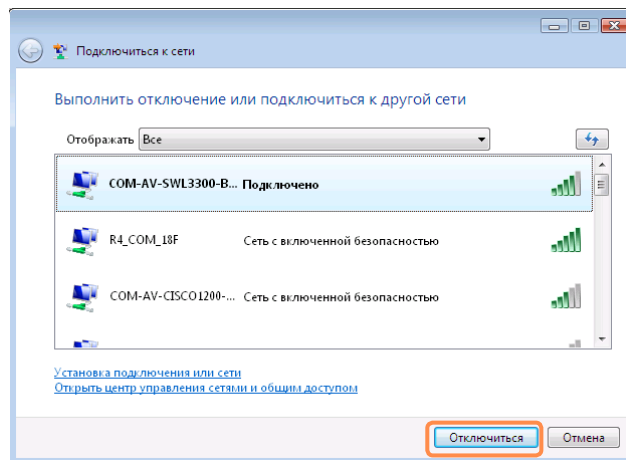 Подключиться к сети
Выполнить отключение или подключиться к другой сети
Отображать Все
COM-AV-SWL3300-B... Подключено
R4_COM_18F Сеть с включенной безопасностью
COM-AV-CISCO1200-... Сеть с включенной безопасностью
Установка подключения или сети
Открыть центр управления сетями и общим доступом
Отключиться Отмена